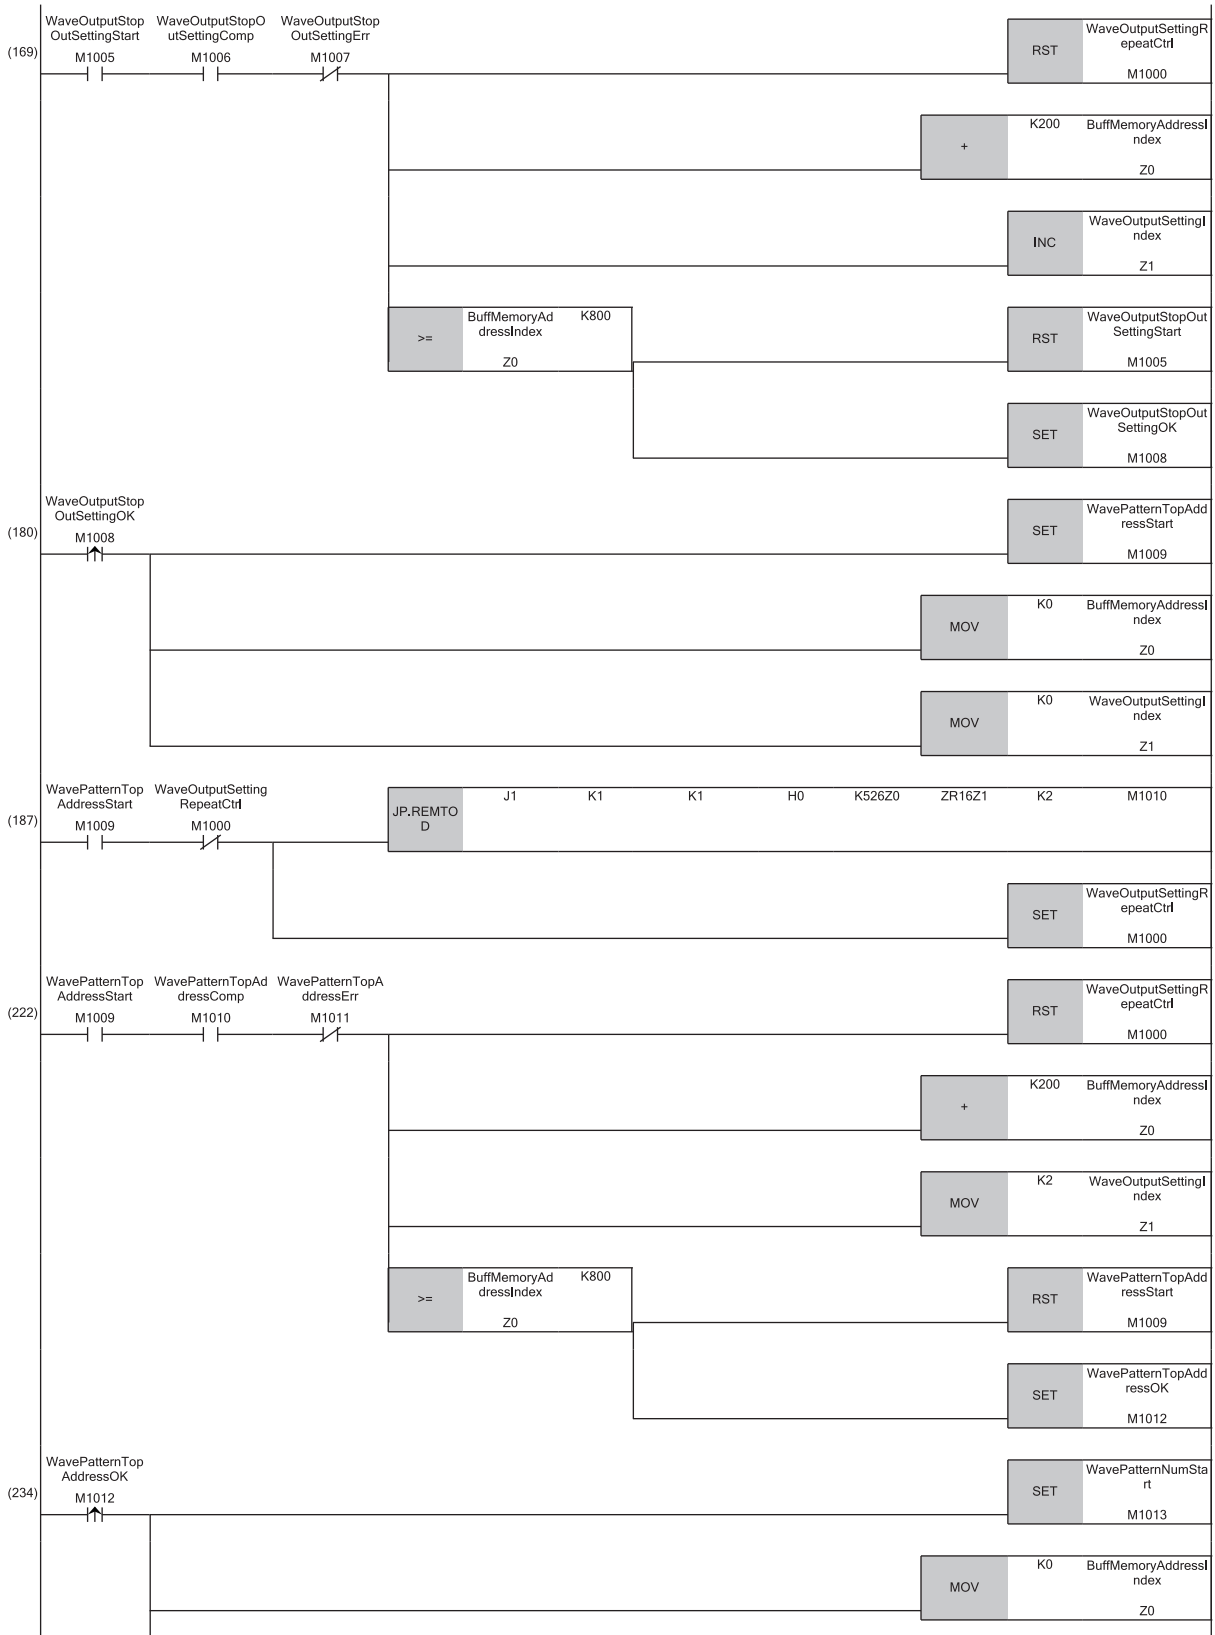 WaveOutputStop
OutSettingStart
WaveOutputStopO
utSettingComp
WaveOutputStop
OutSettingErr
(169)
M1005
M1006
M1007
RST
WaveOutputSettingR
epeatCtrl
M1000
+
K200
BuffMemoryAddressI
ndex
Z0
INC
WaveOutputSettingI
ndex
Z1
>=
BuffMemoryAd
dressIndex
Z0
K800
RST
WaveOutputStopOut
SettingStart
M1005
SET
WaveOutputStopOut
SettingOK
M1008
WaveOutputStop
OutSettingOK
(180)
M1008
SET
WavePatternTopAdd
ressStart
M1009
MOV
K0
BuffMemoryAddressI
ndex
Z0
MOV
K0
WaveOutputSettingI
ndex
Z1
WavePatternTop
AddressStart
WaveOutputSetting
RepeatCtrl
(187)
M1009
M1000
JP.REMTO
D
J1
K1
K1
H0
K526Z0
ZR16Z1
K2
M1010
SET
WaveOutputSettingR
epeatCtrl
M1000
WavePatternTop
AddressStart
WavePatternTopAd
dressComp
WavePatternTopA
ddressErr
(222)
M1009
M1010
M1011
RST
WaveOutputSettingR
epeatCtrl
M1000
+
K200
BuffMemoryAddressI
ndex
Z0
MOV
K2
WaveOutputSettingI
ndex
Z1
>=
BuffMemoryAd
dressIndex
Z0
K800
RST
WavePatternTopAdd
ressStart
M1009
SET
WavePatternTopAdd
ressOK
M1012
WavePatternTop
AddressOK
(234)
M1012
SET
WavePatternNumSta
rt
M1013
MOV
K0
BuffMemoryAddressI
ndex
Z0